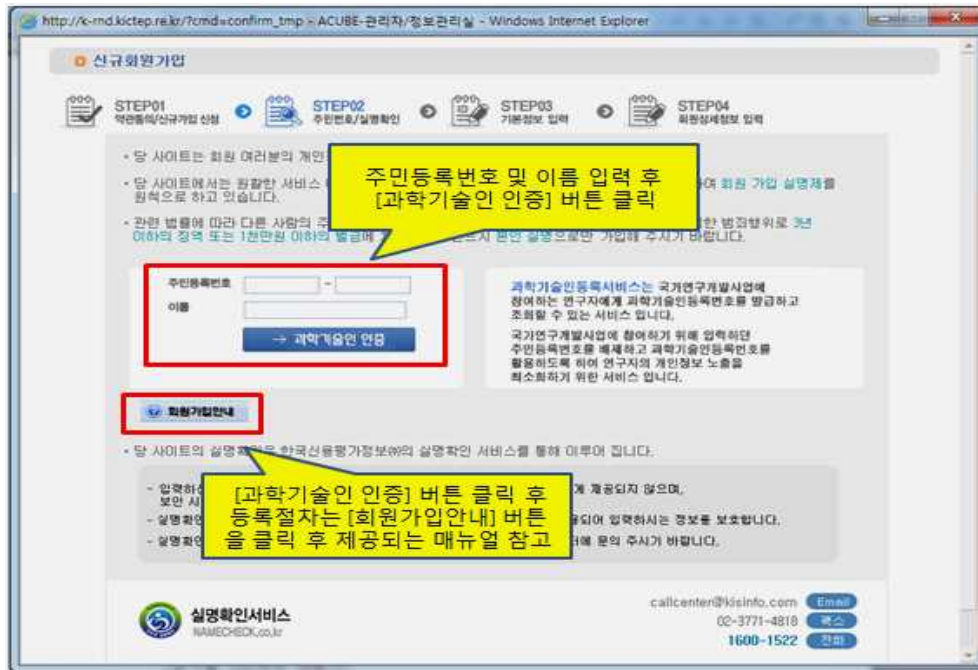 http://k-rnd.kictep.re.kr/?cmd=confirm_tmp - ACUBE-관리자/정보관리실 - Windows Internet Explorer
신규회원가입
STEP01
약관동의/신규가입 신청
STEP02
주민번호/실명확인
STEP03
기본정보 입력
STEP04
회원상세정보 입력
당 사이트는 회원 여러분의 개인
당 사이트에서는 원활한 서비스
여 회원 가입 실명제를
원칙으로 하고 있습니다.
관련 법률에 따라 다른 사람의 주
한 범죄행위로 3년
이하의 징역 또는 1천만원 이하의 벌금에
본인 실명으로만 가입해 주시기 바랍니다.
주민등록번호 및 이름 입력 후
[과학기술인 인증] 버튼 클릭
주민등록번호 -
이름
→ 과학기술인 인증
과학기술인등록서비스는 국가연구개발사업에
참여하는 연구자에게 과학기술인등록번호를 발급하고
조회할 수 있는 서비스 입니다.
국가연구개발사업에 참여하기 위해 입력하던
주민등록번호를 배제하고 과학기술인등록번호를
활용하도록 하여 연구자의 개인정보 노출을
최소화하기 위한 서비스 입니다.
회원가입안내
당 사이트의 실명확인은 한국신용평가정보㈜의 실명확인 서비스를 통해 이루어 집니다.
- 입력하신
게 제공되지 않으며,
보안 시
- 실명확인
되어 입력하시는 정보를 보호합니다.
- 실명확인
터에 문의 주시기 바랍니다.
[과학기술인 인증] 버튼 클릭 후
등록절차는 [회원가입안내] 버튼
을 클릭 후 제공되는 매뉴얼 참고
실명확인서비스
NAMECHECK.co.kr
callcenter@kisinfo.com Email
02-3771-4818 팩스
1600-1522 전화